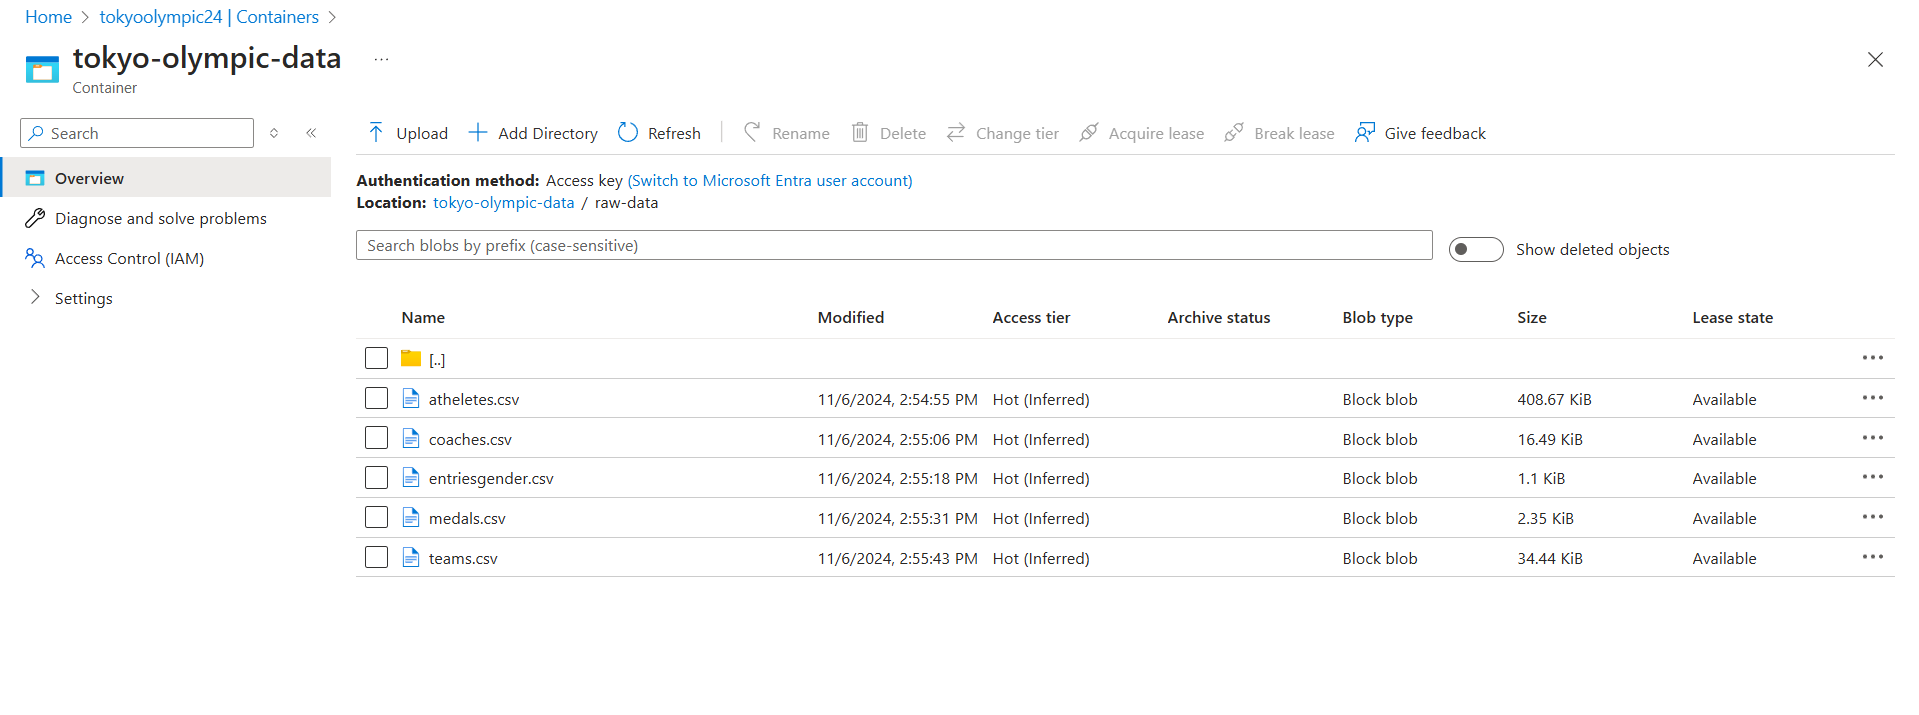 Home > tokyoolympic24 | Containers >
tokyo-olympic-data ...
Container
Search
Overview
Diagnose and solve problems
Access Control (IAM)
Settings
Upload Add Directory Refresh Rename Delete Change tier Acquire lease Break lease Give feedback
Authentication method: Access key (Switch to Microsoft Entra user account)
Location: tokyo-olympic-data / raw-data
Search blobs by prefix (case-sensitive) Show deleted objects
Name Modified Access tier Archive status Blob type Size Lease state
[..]
atheletes.csv 11/6/2024, 2:54:55 PM Hot (Inferred) Block blob 408.67 KiB Available
coaches.csv 11/6/2024, 2:55:06 PM Hot (Inferred) Block blob 16.49 KiB Available
entriesgender.csv 11/6/2024, 2:55:18 PM Hot (Inferred) Block blob 1.1 KiB Available
medals.csv 11/6/2024, 2:55:31 PM Hot (Inferred) Block blob 2.35 KiB Available
teams.csv 11/6/2024, 2:55:43 PM Hot (Inferred) Block blob 34.44 KiB Available